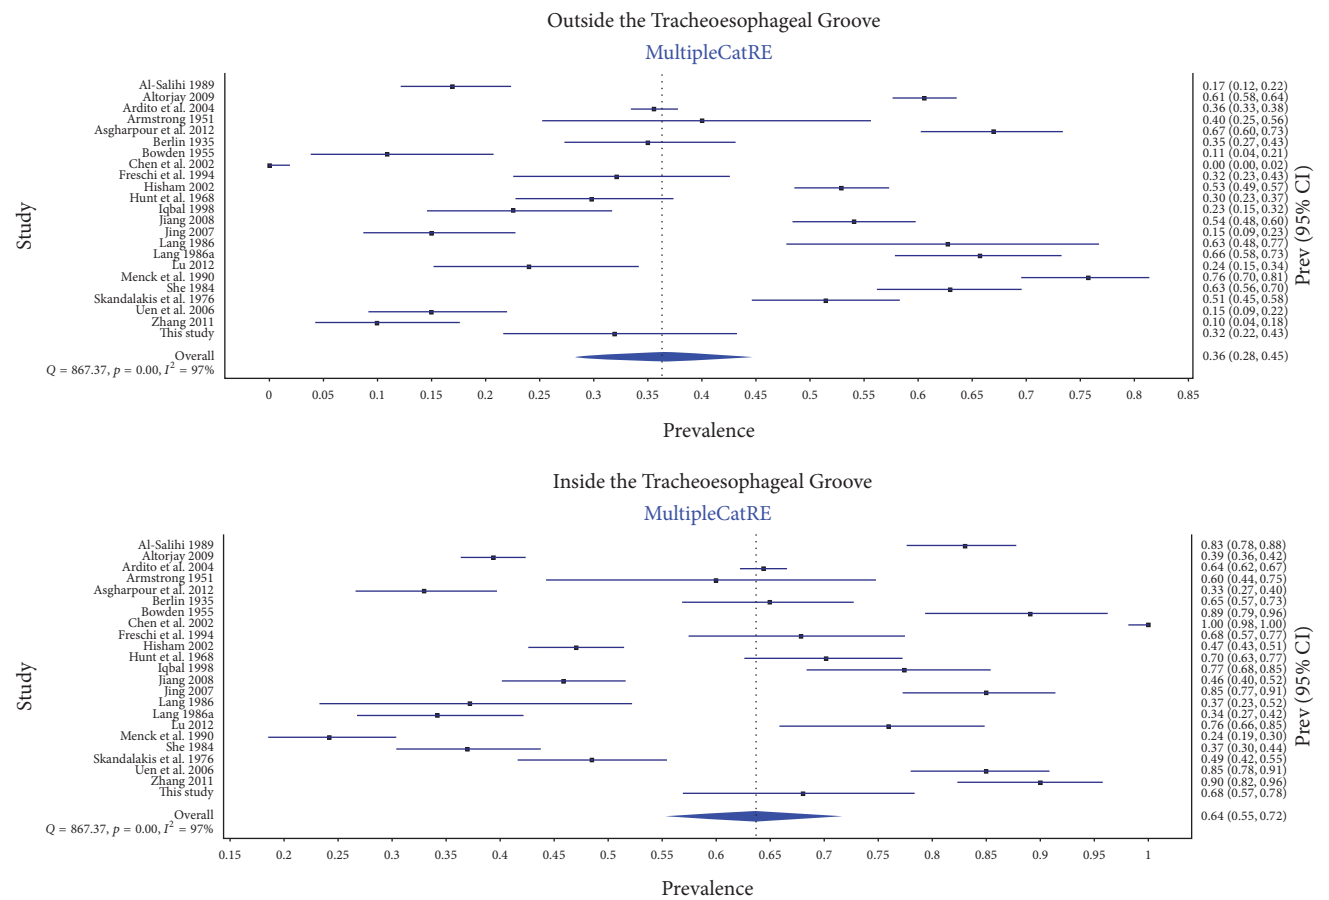 Outside the Tracheoesophageal Groove
MultipleCatRE
Study
Prev (95% CI)
Al-Salihi 1989 0.17 (0.12, 0.22)
Altorjay 2009 0.61 (0.58, 0.64)
Ardito et al. 2004 0.36 (0.33, 0.38)
Armstrong 1951 0.40 (0.25, 0.56)
Asgharpour et al. 2012 0.67 (0.60, 0.73)
Berlin 1935 0.35 (0.27, 0.43)
Bowden 1955 0.11 (0.04, 0.21)
Chen et al. 2002 0.00 (0.00, 0.02)
Freschi et al. 1994 0.32 (0.23, 0.43)
Hisham 2002 0.53 (0.49, 0.57)
Hunt et al. 1968 0.30 (0.23, 0.37)
Iqbal 1998 0.23 (0.15, 0.32)
Jiang 2008 0.54 (0.48, 0.60)
Jing 2007 0.15 (0.09, 0.23)
Lang 1986 0.63 (0.48, 0.77)
Lang 1986a 0.66 (0.58, 0.73)
Lu 2012 0.24 (0.15, 0.34)
Menck et al. 1990 0.76 (0.70, 0.81)
She 1984 0.63 (0.56, 0.70)
Skandalakis et al. 1976 0.51 (0.45, 0.58)
Uen et al. 2006 0.15 (0.09, 0.22)
Zhang 2011 0.10 (0.04, 0.18)
This study 0.32 (0.22, 0.43)
Overall 0.36 (0.28, 0.45)
Q = 867.37, p = 0.00, I² = 97%
0 0.05 0.1 0.15 0.2 0.25 0.3 0.35 0.4 0.45 0.5 0.55 0.6 0.65 0.7 0.75 0.8 0.85
Prevalence
Inside the Tracheoesophageal Groove
MultipleCatRE
Study
Prev (95% CI)
Al-Salihi 1989 0.83 (0.78, 0.88)
Altorjay 2009 0.39 (0.36, 0.42)
Ardito et al. 2004 0.64 (0.62, 0.67)
Armstrong 1951 0.60 (0.44, 0.75)
Asgharpour et al. 2012 0.33 (0.27, 0.40)
Berlin 1935 0.65 (0.57, 0.73)
Bowden 1955 0.89 (0.79, 0.96)
Chen et al. 2002 1.00 (0.98, 1.00)
Freschi et al. 1994 0.68 (0.57, 0.77)
Hisham 2002 0.47 (0.43, 0.51)
Hunt et al. 1968 0.70 (0.63, 0.77)
Iqbal 1998 0.77 (0.68, 0.85)
Jiang 2008 0.46 (0.40, 0.52)
Jing 2007 0.85 (0.77, 0.91)
Lang 1986 0.37 (0.23, 0.52)
Lang 1986a 0.34 (0.27, 0.42)
Lu 2012 0.76 (0.66, 0.85)
Menck et al. 1990 0.24 (0.19, 0.30)
She 1984 0.37 (0.30, 0.44)
Skandalakis et al. 1976 0.49 (0.42, 0.55)
Uen et al. 2006 0.85 (0.78, 0.91)
Zhang 2011 0.90 (0.82, 0.96)
This study 0.68 (0.57, 0.78)
Overall 0.64 (0.55, 0.72)
Q = 867.37, p = 0.00, I² = 97%
0.15 0.2 0.25 0.3 0.35 0.4 0.45 0.5 0.55 0.6 0.65 0.7 0.75 0.8 0.85 0.9 0.95 1
Prevalence